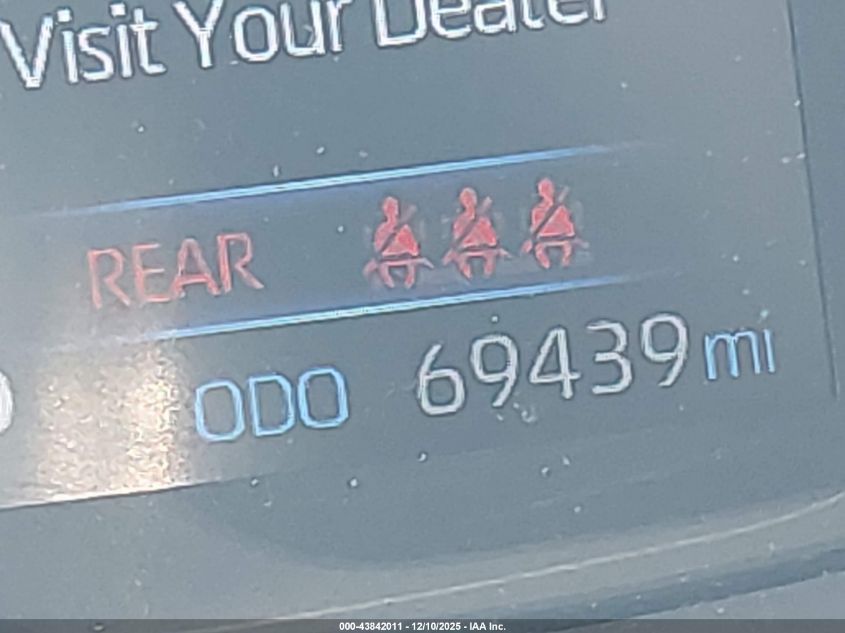 Visit Your Dealer
REAR
ODO 69439 mi
000-43842011 - 12/10/2025 - IAA Inc.